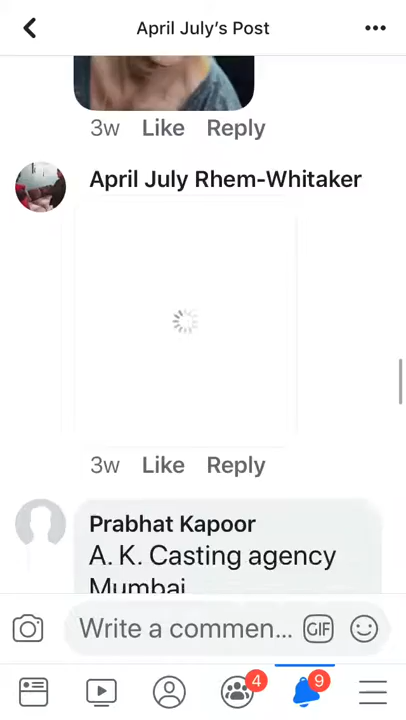 April July's Post
3w Like Reply
April July Rhem-Whitaker
3w Like Reply
Prabhat Kapoor
A. K. Casting agency
Mumbai
Write a commen... GIF
4 9